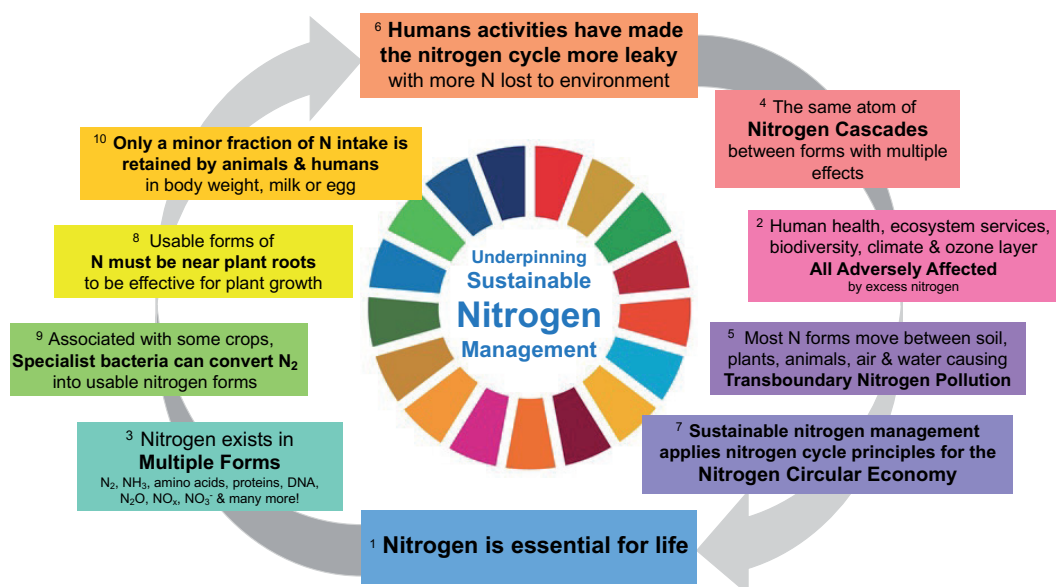 ⁶ Humans activities have made
the nitrogen cycle more leaky
with more N lost to environment
⁴ The same atom of
Nitrogen Cascades
between forms with multiple
effects
² Human health, ecosystem services,
biodiversity, climate & ozone layer
All Adversely Affected
by excess nitrogen
⁵ Most N forms move between soil,
plants, animals, air & water causing
Transboundary Nitrogen Pollution
⁷ Sustainable nitrogen management
applies nitrogen cycle principles for the
Nitrogen Circular Economy
¹ Nitrogen is essential for life
³ Nitrogen exists in
Multiple Forms
N₂, NH₃, amino acids, proteins, DNA,
N₂O, NOₓ, NO₃⁻ & many more!
⁹ Associated with some crops,
Specialist bacteria can convert N₂
into usable nitrogen forms
⁸ Usable forms of
N must be near plant roots
to be effective for plant growth
¹⁰ Only a minor fraction of N intake is
retained by animals & humans
in body weight, milk or egg
Underpinning
Sustainable
Nitrogen
Management